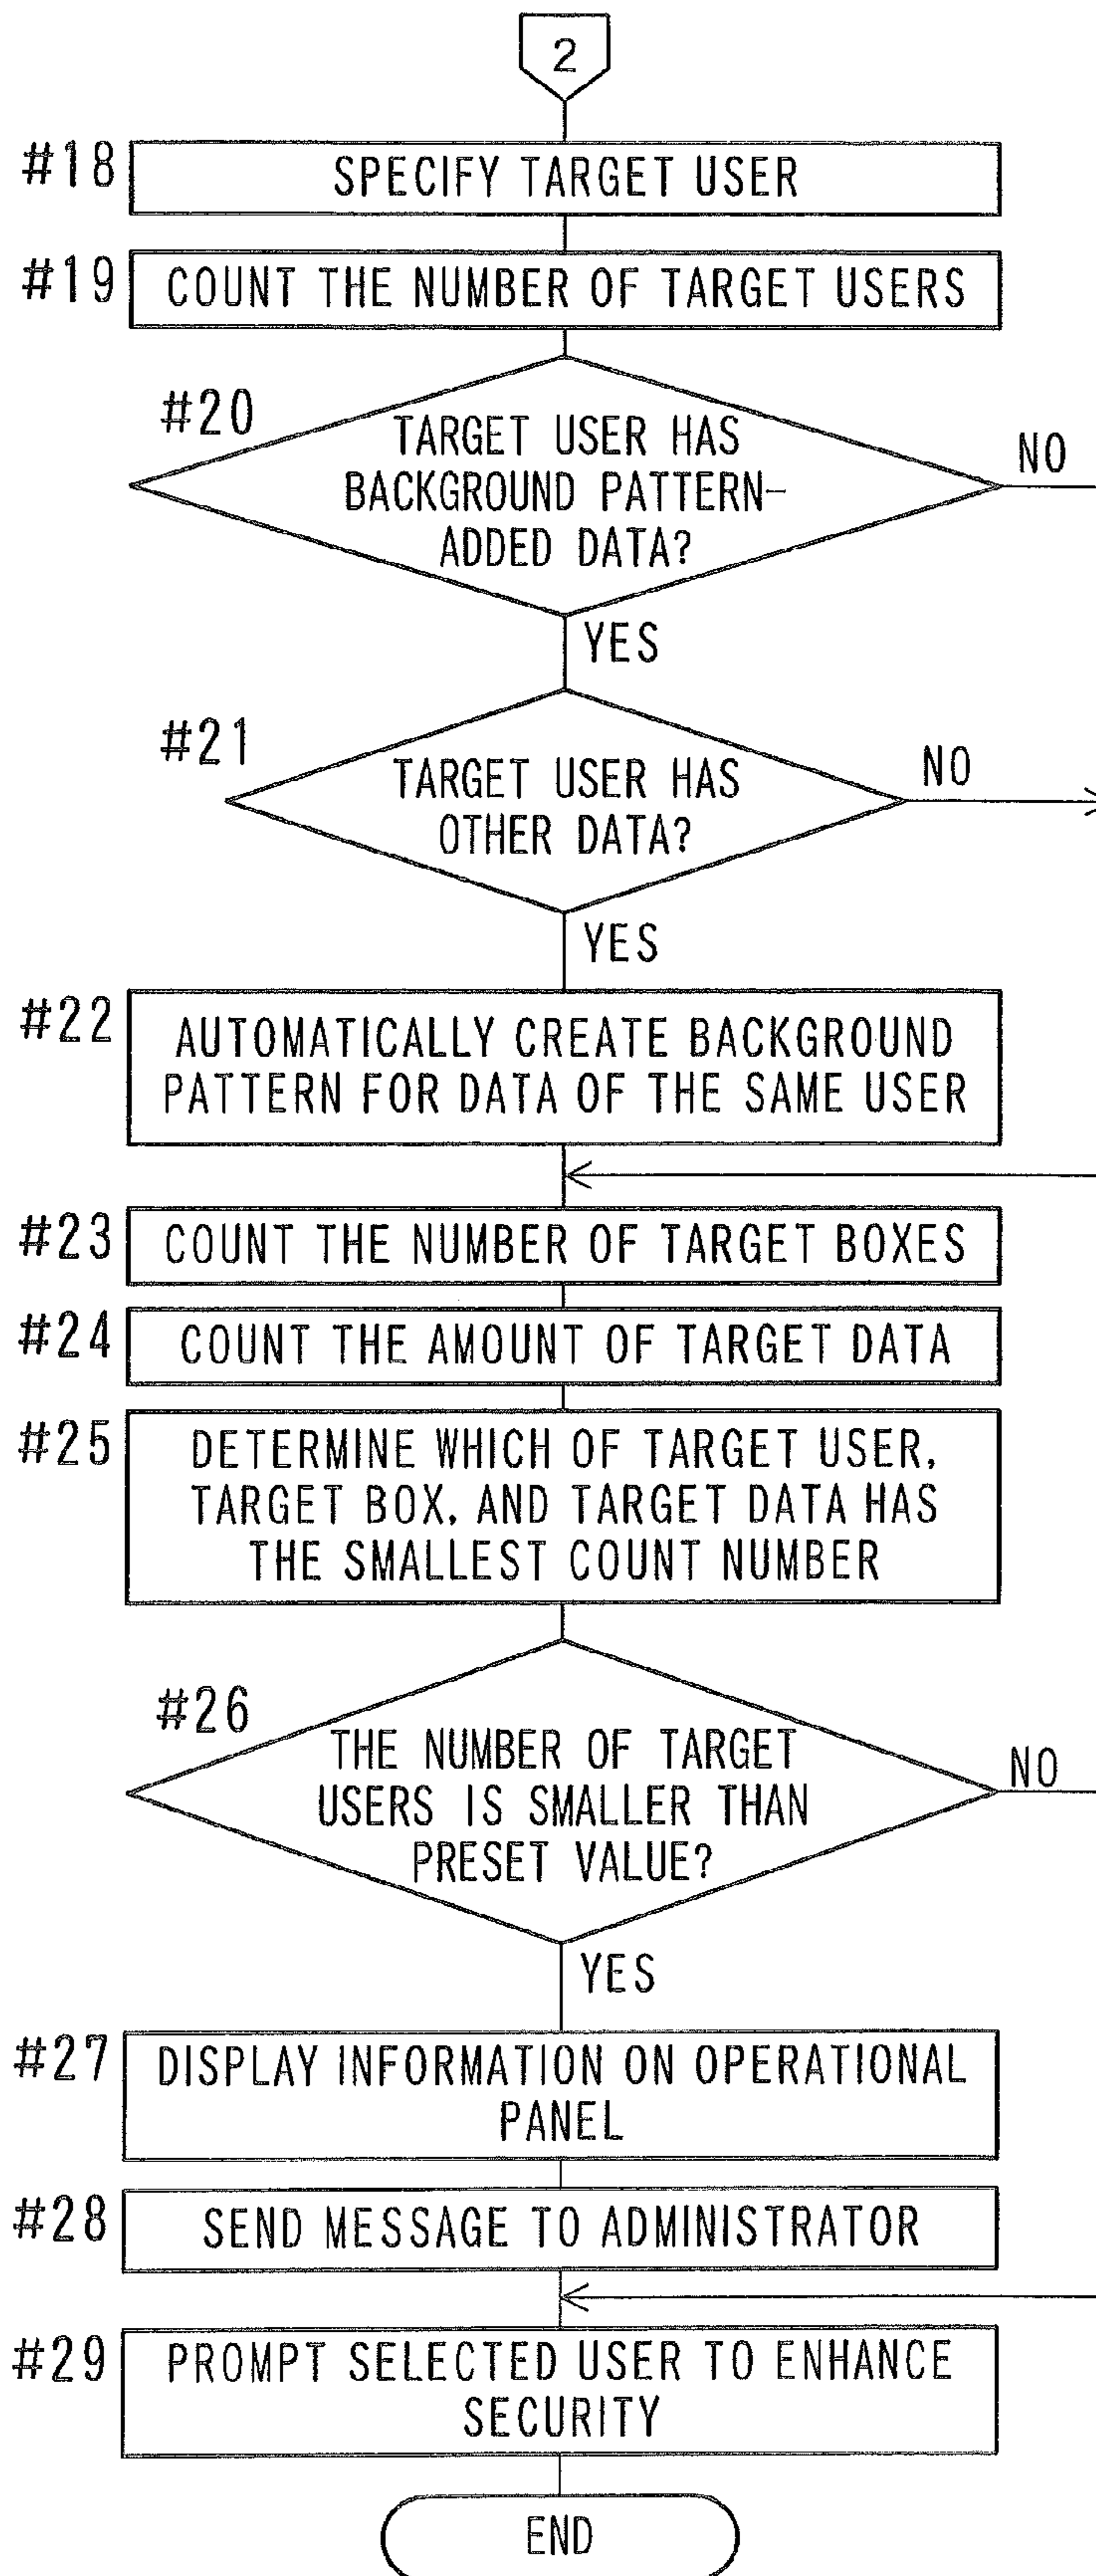 2
#18
SPECIFY TARGET USER
#19
COUNT THE NUMBER OF TARGET USERS
#20
TARGET USER HAS
BACKGROUND PATTERN-
ADDED DATA?
NO
YES
#21
TARGET USER HAS
OTHER DATA?
NO
YES
#22
AUTOMATICALLY CREATE BACKGROUND
PATTERN FOR DATA OF THE SAME USER
#23
COUNT THE NUMBER OF TARGET BOXES
#24
COUNT THE AMOUNT OF TARGET DATA
#25
DETERMINE WHICH OF TARGET USER,
TARGET BOX, AND TARGET DATA HAS
THE SMALLEST COUNT NUMBER
#26
THE NUMBER OF TARGET
USERS IS SMALLER THAN
PRESET VALUE?
NO
YES
#27
DISPLAY INFORMATION ON OPERATIONAL
PANEL
#28
SEND MESSAGE TO ADMINISTRATOR
#29
PROMPT SELECTED USER TO ENHANCE
SECURITY
END